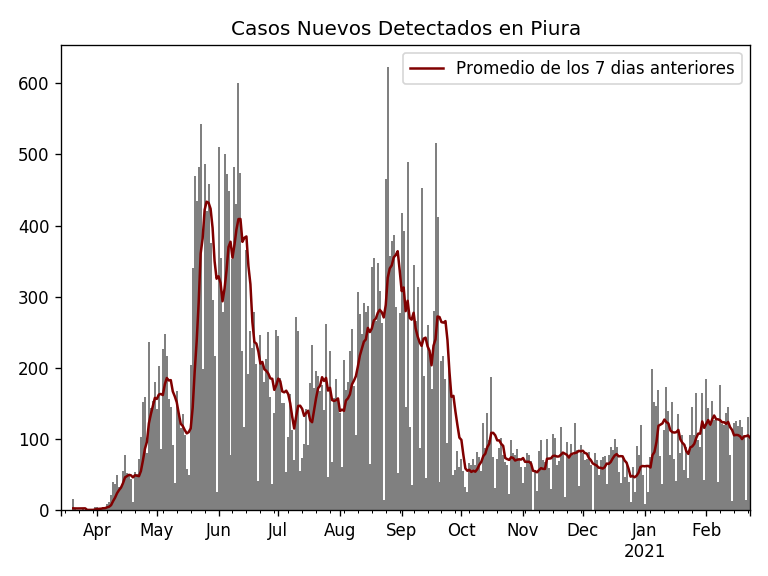 Casos Nuevos Detectados en Piura
Promedio de los 7 dias anteriores
600
500
400
300
200
100
0
Apr May Jun Jul Aug Sep Oct Nov Dec Jan Feb
2021